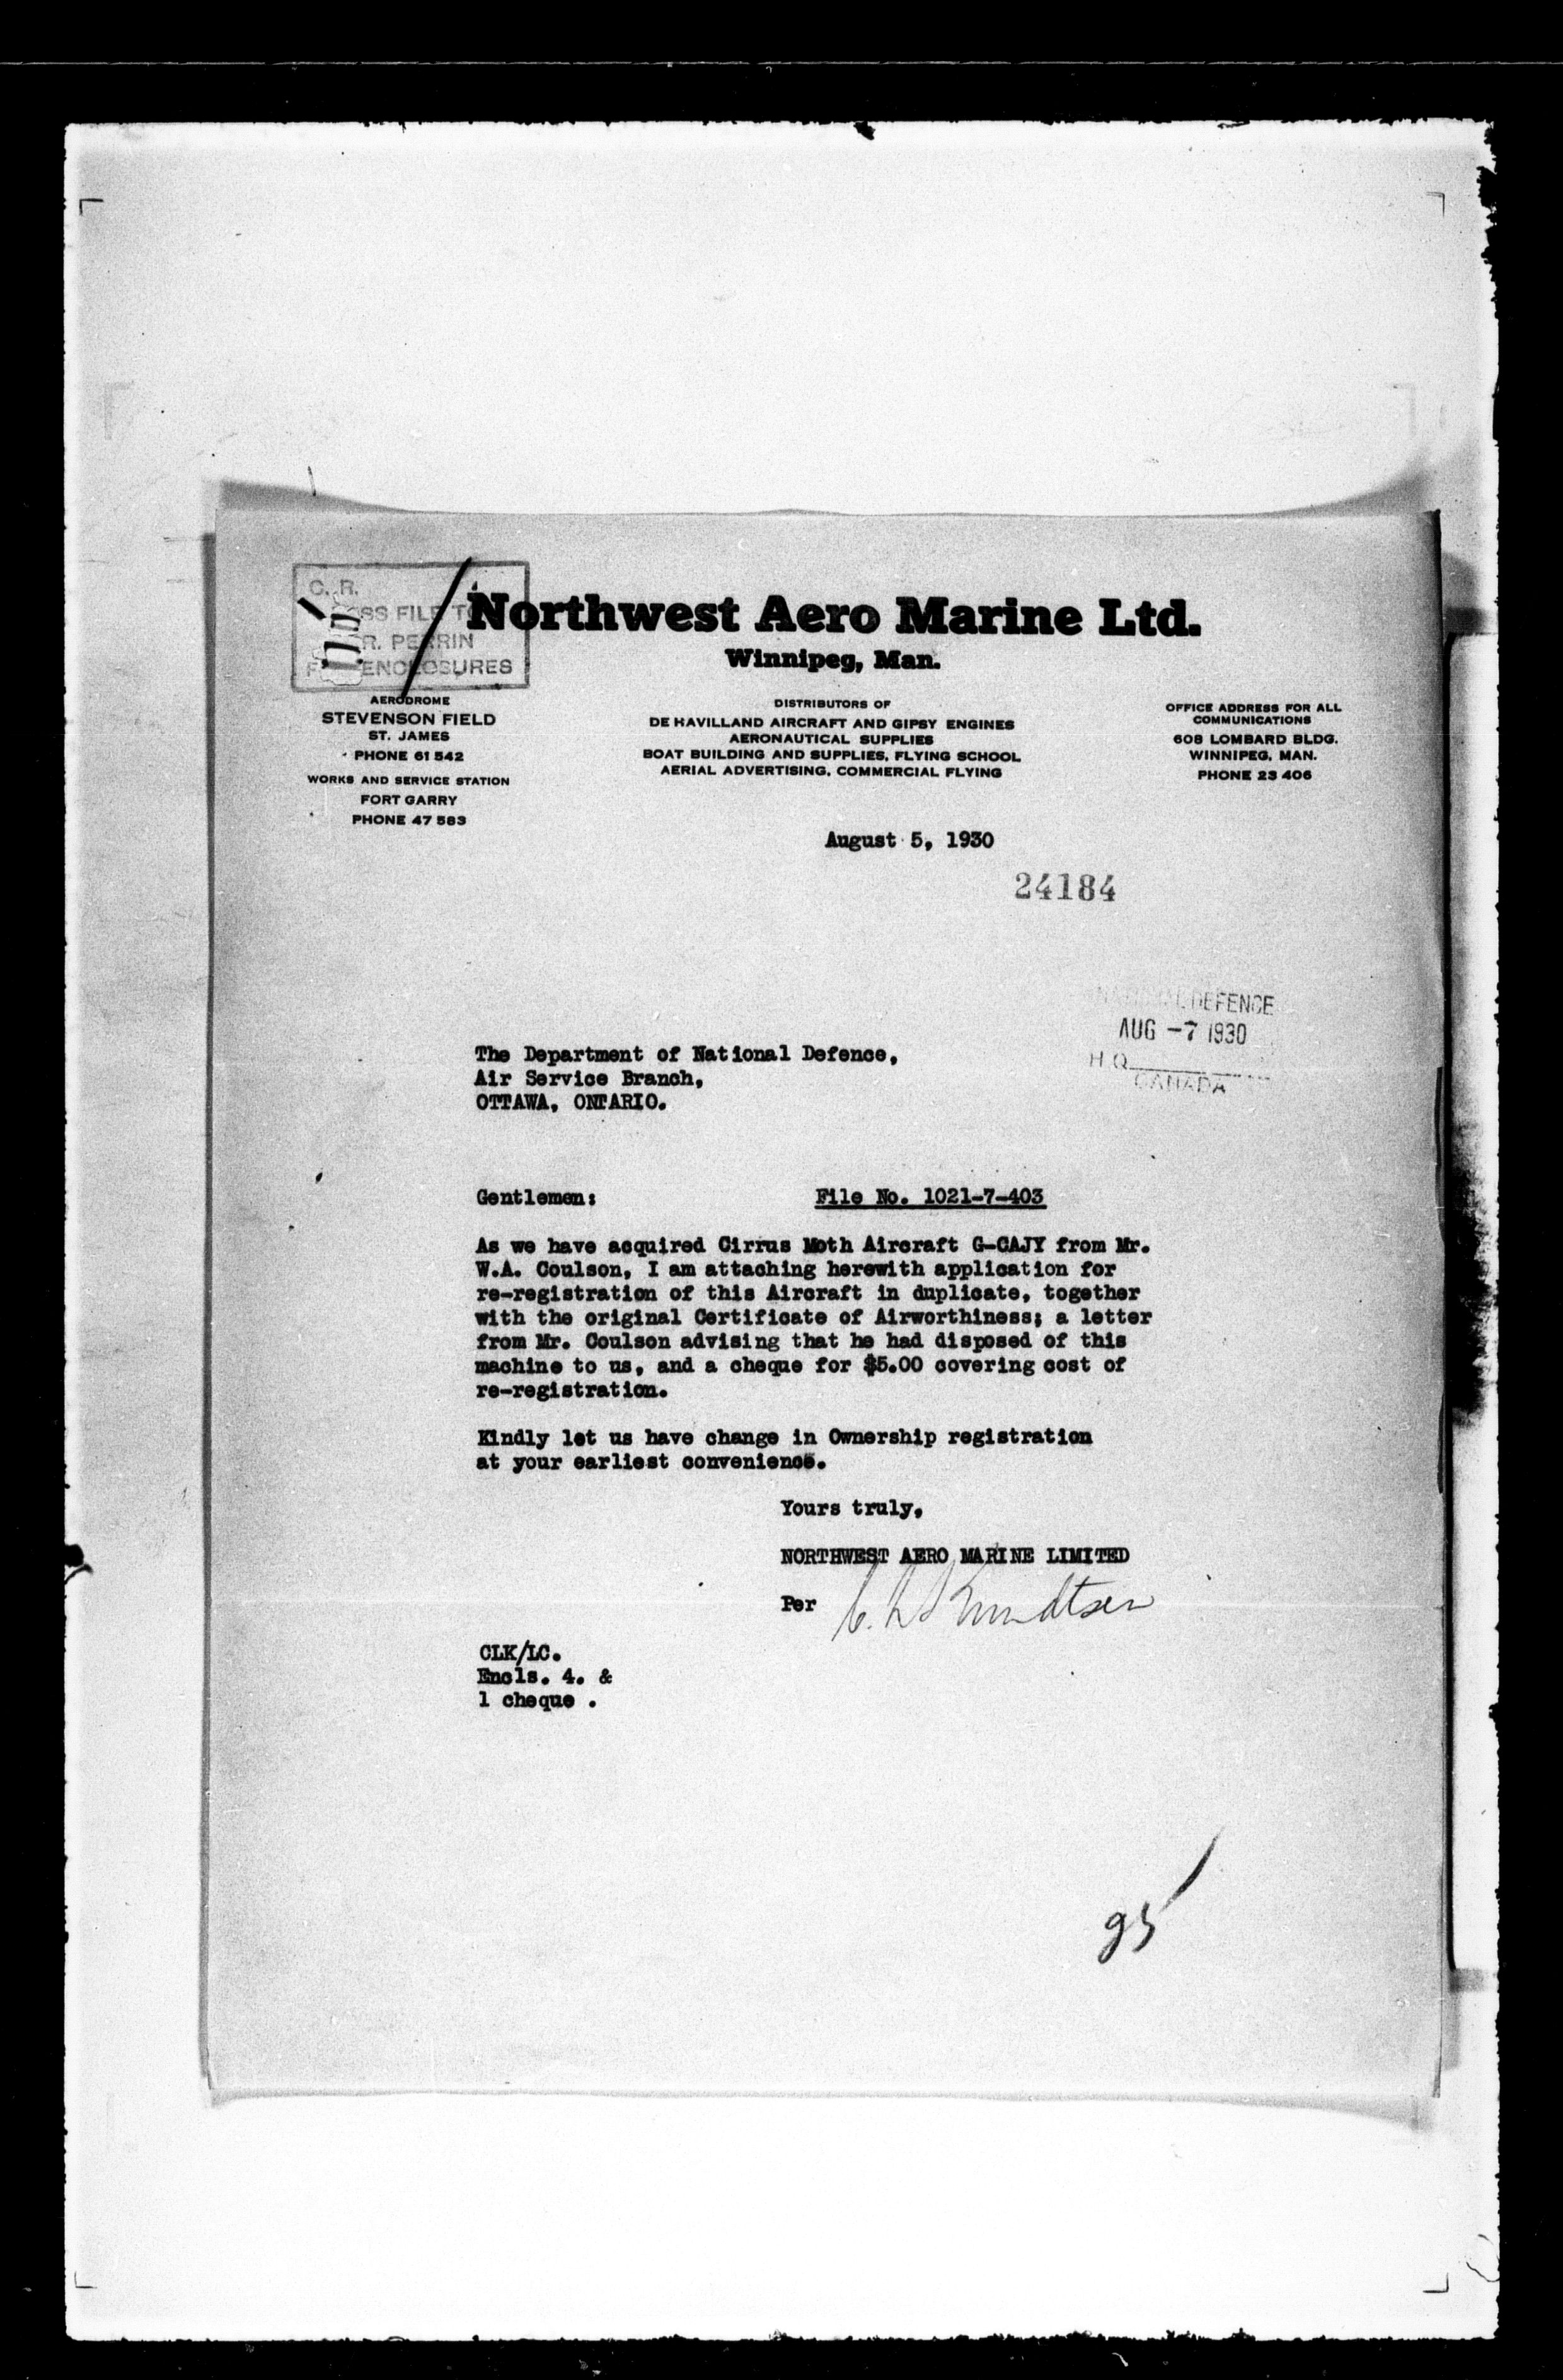 C. R.
FILE TO
PERRIN
ENCLOSURES
Northwest Aero Marine Ltd.
Winnipeg, Man.
AERODROME
STEVENSON FIELD
ST. JAMES
PHONE 61 542
WORKS AND SERVICE STATION
FORT GARRY
PHONE 47 583
DISTRIBUTORS OF
DE HAVILLAND AIRCRAFT AND GIPSY ENGINES
AERONAUTICAL SUPPLIES
BOAT BUILDING AND SUPPLIES, FLYING SCHOOL
AERIAL ADVERTISING, COMMERCIAL FLYING
OFFICE ADDRESS FOR ALL
COMMUNICATIONS
608 LOMBARD BLDG.
WINNIPEG, MAN.
PHONE 23 406
August 5, 1930
24184
NATIONAL DEFENCE
AUG -7 1930
H Q
CANADA
The Department of National Defence,
Air Service Branch,
OTTAWA, ONTARIO.
Gentlemen: File No. 1021-7-403
As we have acquired Cirrus Moth Aircraft G-CAJY from Mr.
W.A. Coulson, I am attaching herewith application for
re-registration of this Aircraft in duplicate, together
with the original Certificate of Airworthiness; a letter
from Mr. Coulson advising that he had disposed of this
machine to us, and a cheque for $5.00 covering cost of
re-registration.
Kindly let us have change in Ownership registration
at your earliest convenience.
Yours truly,
NORTHWEST AERO MARINE LIMITED
Per C. L. Knudtsen
CLK/LC.
Encls. 4. &
1 cheque .